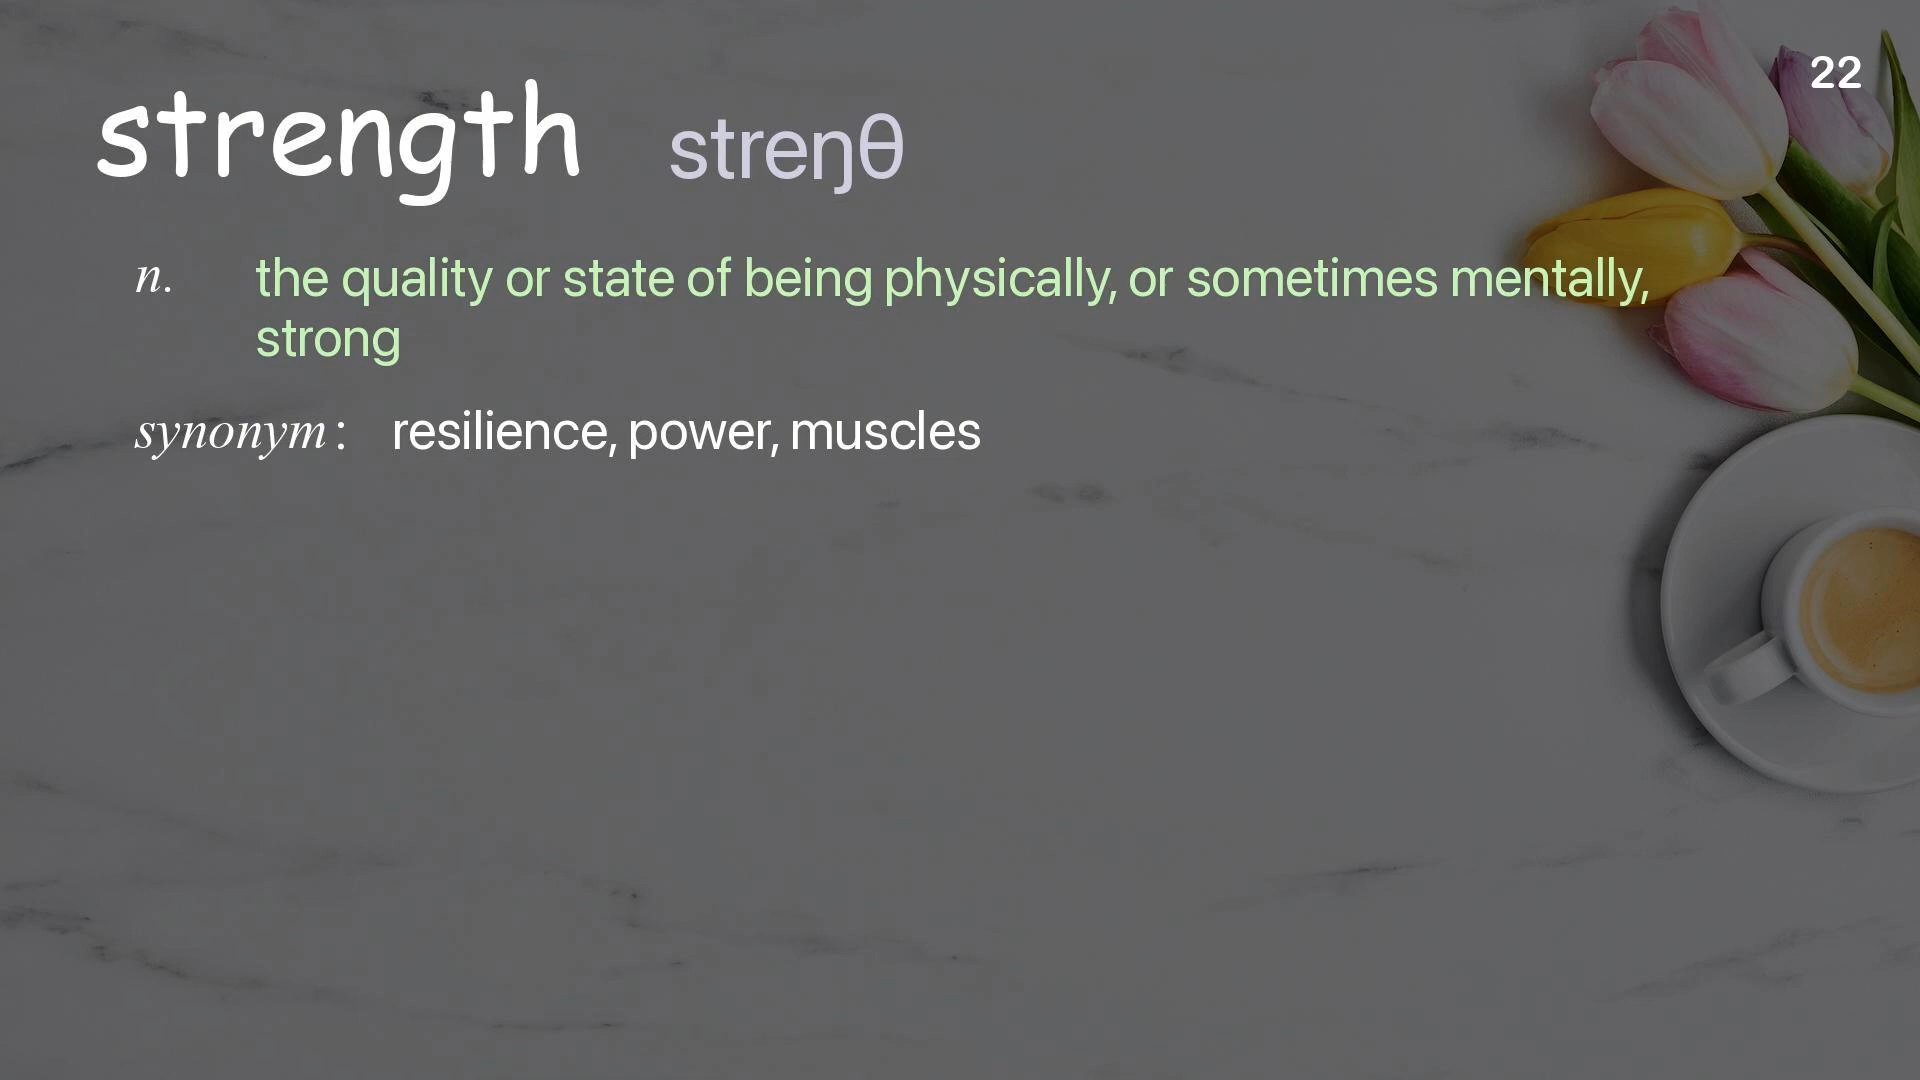 22
strength streŋθ
n. the quality or state of being physically, or sometimes mentally,
strong
synonym : resilience, power, muscles